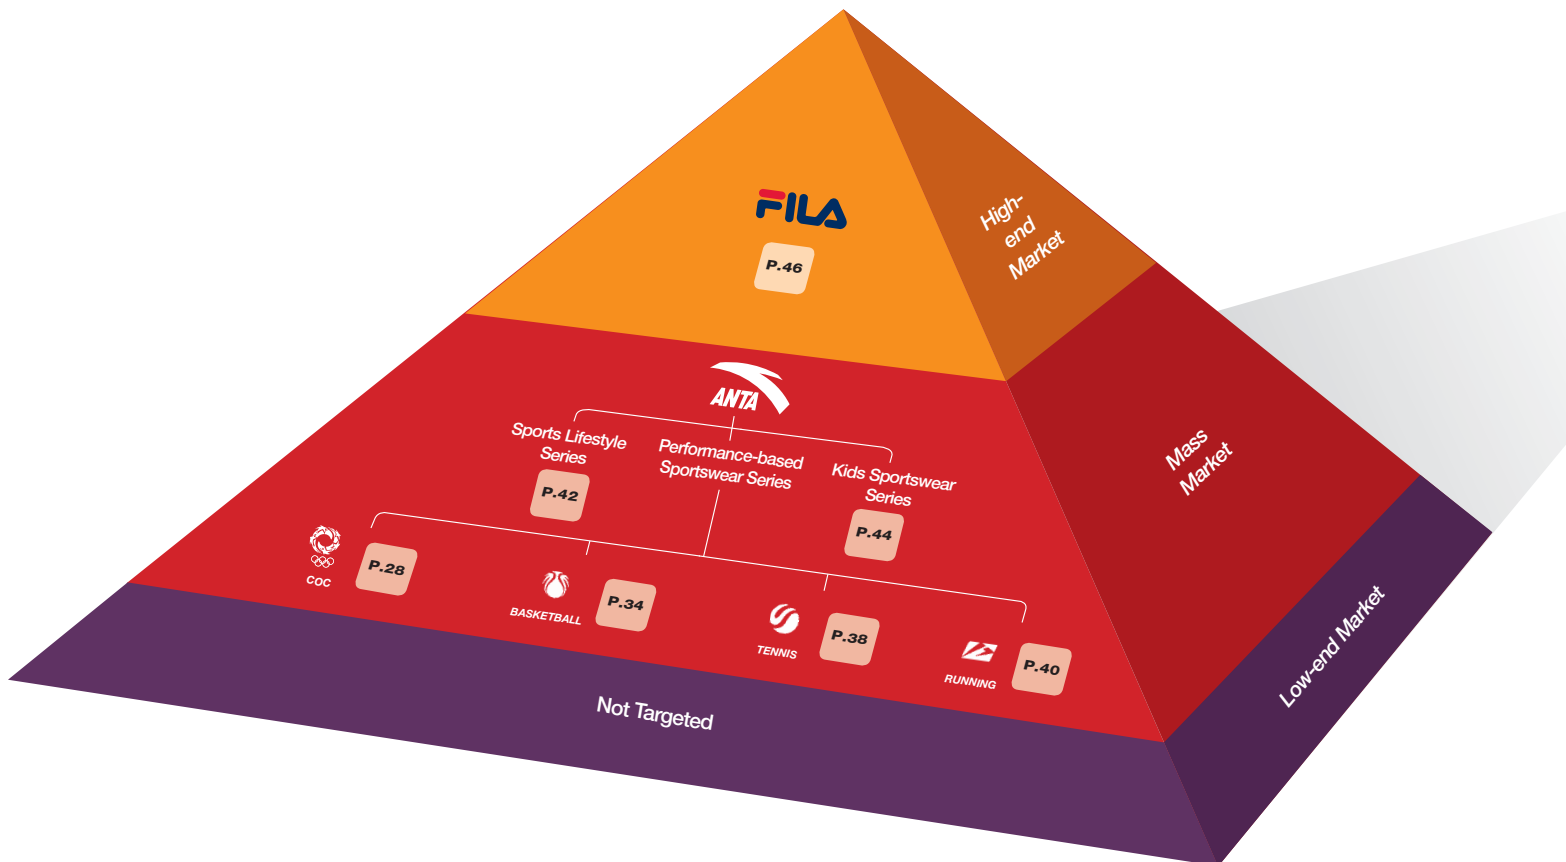 FILA
P.46
High-
end
Market
ANTA
Sports Lifestyle
Series
P.42
Performance-based
Sportswear Series
Kids Sportswear
Series
P.44
Mass
Market
COC
P.28
BASKETBALL
P.34
TENNIS
P.38
RUNNING
P.40
Not Targeted
Low-end Market